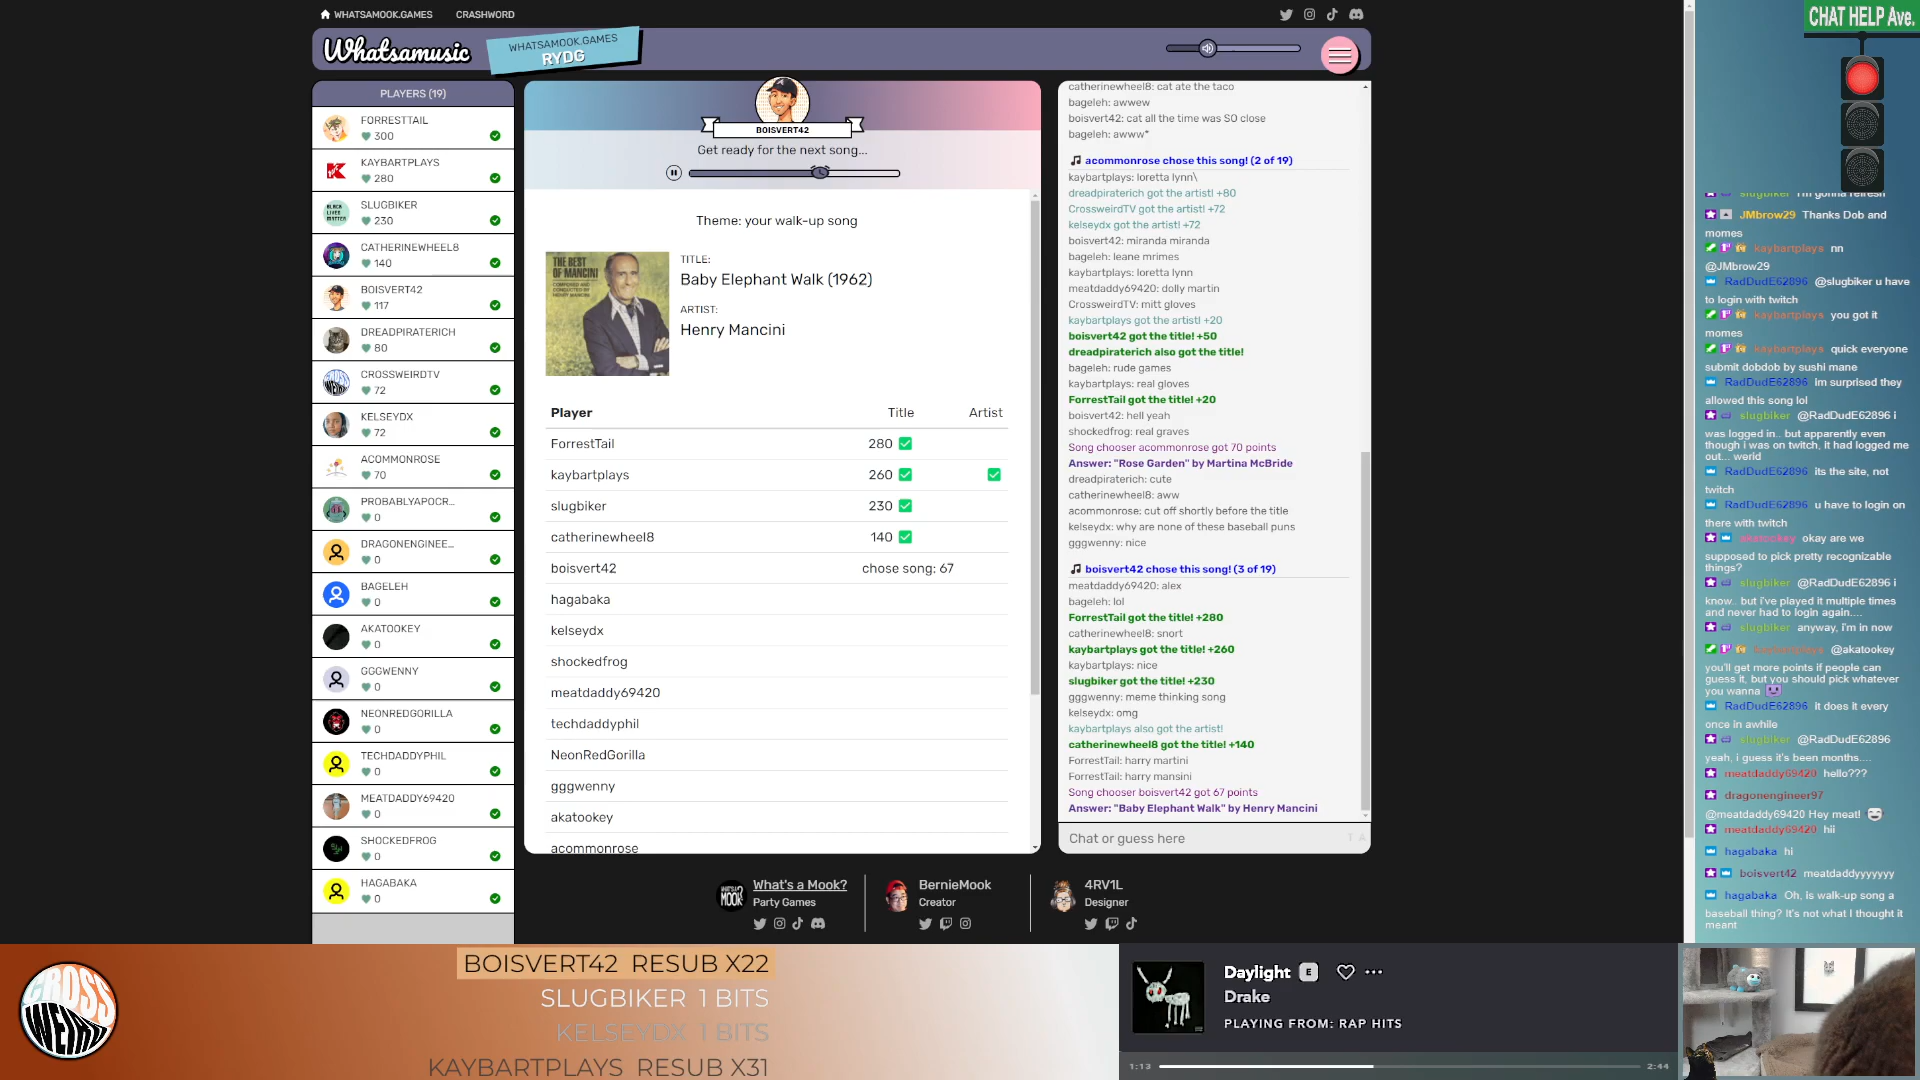 WHATSAMOOK.GAMES
CRASHWORD
Whatsamusic
WHATSAMOOK.GAMES
RYDG
PLAYERS (19)
FORRESTTAIL
300
KAYBARTPLAYS
280
SLUGBIKER
230
CATHERINEWHEEL8
140
BOISVERT42
117
DREADPIRATERICH
80
CROSSWEIRDTV
72
KELSEYDX
72
ACOMMONROSE
70
PROBABLYAPOCR...
0
DRAGONENGINEE...
0
BAGELEH
0
AKATOOKEY
0
GGGWENNY
0
NEONREDGORILLA
0
TECHDADDYPHIL
0
MEATDADDY69420
0
SHOCKEDFROG
0
HAGABAKA
0
BOISVERT42
Get ready for the next song...
Theme: your walk-up song
THE BEST
OF MANCINI
TITLE:
Baby Elephant Walk (1962)
ARTIST:
Henry Mancini
Player Title Artist
ForrestTail 280
kaybartplays 260
slugbiker 230
catherinewheel8 140
boisvert42 chose song: 67
hagabaka
kelseydx
shockedfrog
meatdaddy69420
techdaddyphil
NeonRedGorilla
gggwenny
akatookey
acommonrose
catherinewheel8: cat ate the taco
bageleh: awwew
boisvert42: cat all the time was SO close
bageleh: awww*
acommonrose chose this song! (2 of 19)
kaybartplays: loretta lynn\
dreadpiraterich got the artist! +80
CrossweirdTV got the artist! +72
kelseydx got the artist! +72
boisvert42: miranda miranda
bageleh: leane mrimes
kaybartplays: loretta lynn
meatdaddy69420: dolly martin
CrossweirdTV: mitt gloves
kaybartplays got the artist! +20
boisvert42 got the title! +50
dreadpiraterich also got the title!
bageleh: rude games
kaybartplays: real gloves
ForrestTail got the title! +20
boisvert42: hell yeah
shockedfrog: real graves
Song chooser acommonrose got 70 points
Answer: "Rose Garden" by Martina McBride
dreadpiraterich: cute
catherinewheel8: aww
acommonrose: cut off shortly before the title
kelseydx: why are none of these baseball puns
gggwenny: nice
boisvert42 chose this song! (3 of 19)
meatdaddy69420: alex
bageleh: lol
ForrestTail got the title! +280
catherinewheel8: snort
kaybartplays got the title! +260
kaybartplays: nice
slugbiker got the title! +230
gggwenny: meme thinking song
kelseydx: omg
kaybartplays also got the artist!
catherinewheel8 got the title! +140
ForrestTail: harry martini
ForrestTail: harry mansini
Song chooser boisvert42 got 67 points
Answer: "Baby Elephant Walk" by Henry Mancini
Chat or guess here
T A
What's a Mook?
Party Games
BernieMook
Creator
4RV1L
Designer
CHAT HELP Ave.
slugbiker i'm gonna refresh
JMbrow29 Thanks Dob and
momes
kaybartplays nn
@JMbrow29
RadDudE62896 @slugbiker u have
to login with twitch
kaybartplays you got it
momes
kaybartplays quick everyone
submit dobdob by sushi mane
RadDudE62896 im surprised they
allowed this song lol
slugbiker @RadDudE62896 i
was logged in.. but apparently even
though i was on twitch, it had logged me
out... werid
RadDudE62896 its the site, not
twitch
RadDudE62896 u have to login on
there with twitch
akatookey okay are we
supposed to pick pretty recognizable
things?
slugbiker @RadDudE62896 i
know.. but i've played it multiple times
and never had to login again....
slugbiker anyway, i'm in now
kaybartplays @akatookey
you'll get more points if people can
guess it, but you should pick whatever
you wanna
RadDudE62896 it does it every
once in awhile
slugbiker @RadDudE62896
yeah, i guess it's been months....
meatdaddy69420 hello???
dragonengineer97
@meatdaddy69420 Hey meat!
meatdaddy69420 hii
hagabaka hi
boisvert42 meatdaddyyyyyy
hagabaka Oh, is walk-up song a
baseball thing? It's not what I thought it
meant
CROSS
WEIRD
BOISVERT42 RESUB X22
SLUGBIKER 1 BITS
KELSEYDX 1 BITS
KAYBARTPLAYS RESUB X31
Daylight E
Drake
PLAYING FROM: RAP HITS
1:13
2:44